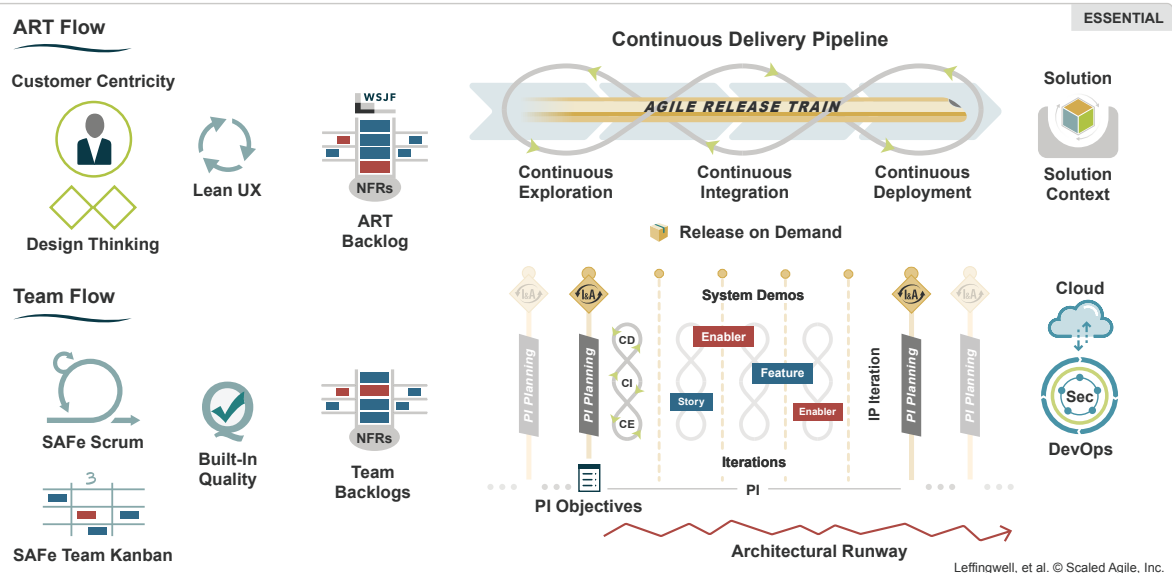 ESSENTIAL
ART Flow
Customer Centricity
Design Thinking
Lean UX
WSJF
NFRs
ART
Backlog
Continuous Delivery Pipeline
AGILE RELEASE TRAIN
Continuous
Exploration
Continuous
Integration
Continuous
Deployment
Release on Demand
Solution
Solution
Context
Team Flow
SAFe Scrum
3
SAFe Team Kanban
Built-In
Quality
NFRs
Team
Backlogs
I&A
PI Planning
I&A
PI Planning
CD
CI
CE
System Demos
Enabler
Feature
Story
Enabler
Iterations
IP Iteration
I&A
PI Planning
I&A
PI Planning
PI Objectives
PI
Architectural Runway
Cloud
Sec
DevOps
Leffingwell, et al. © Scaled Agile, Inc.